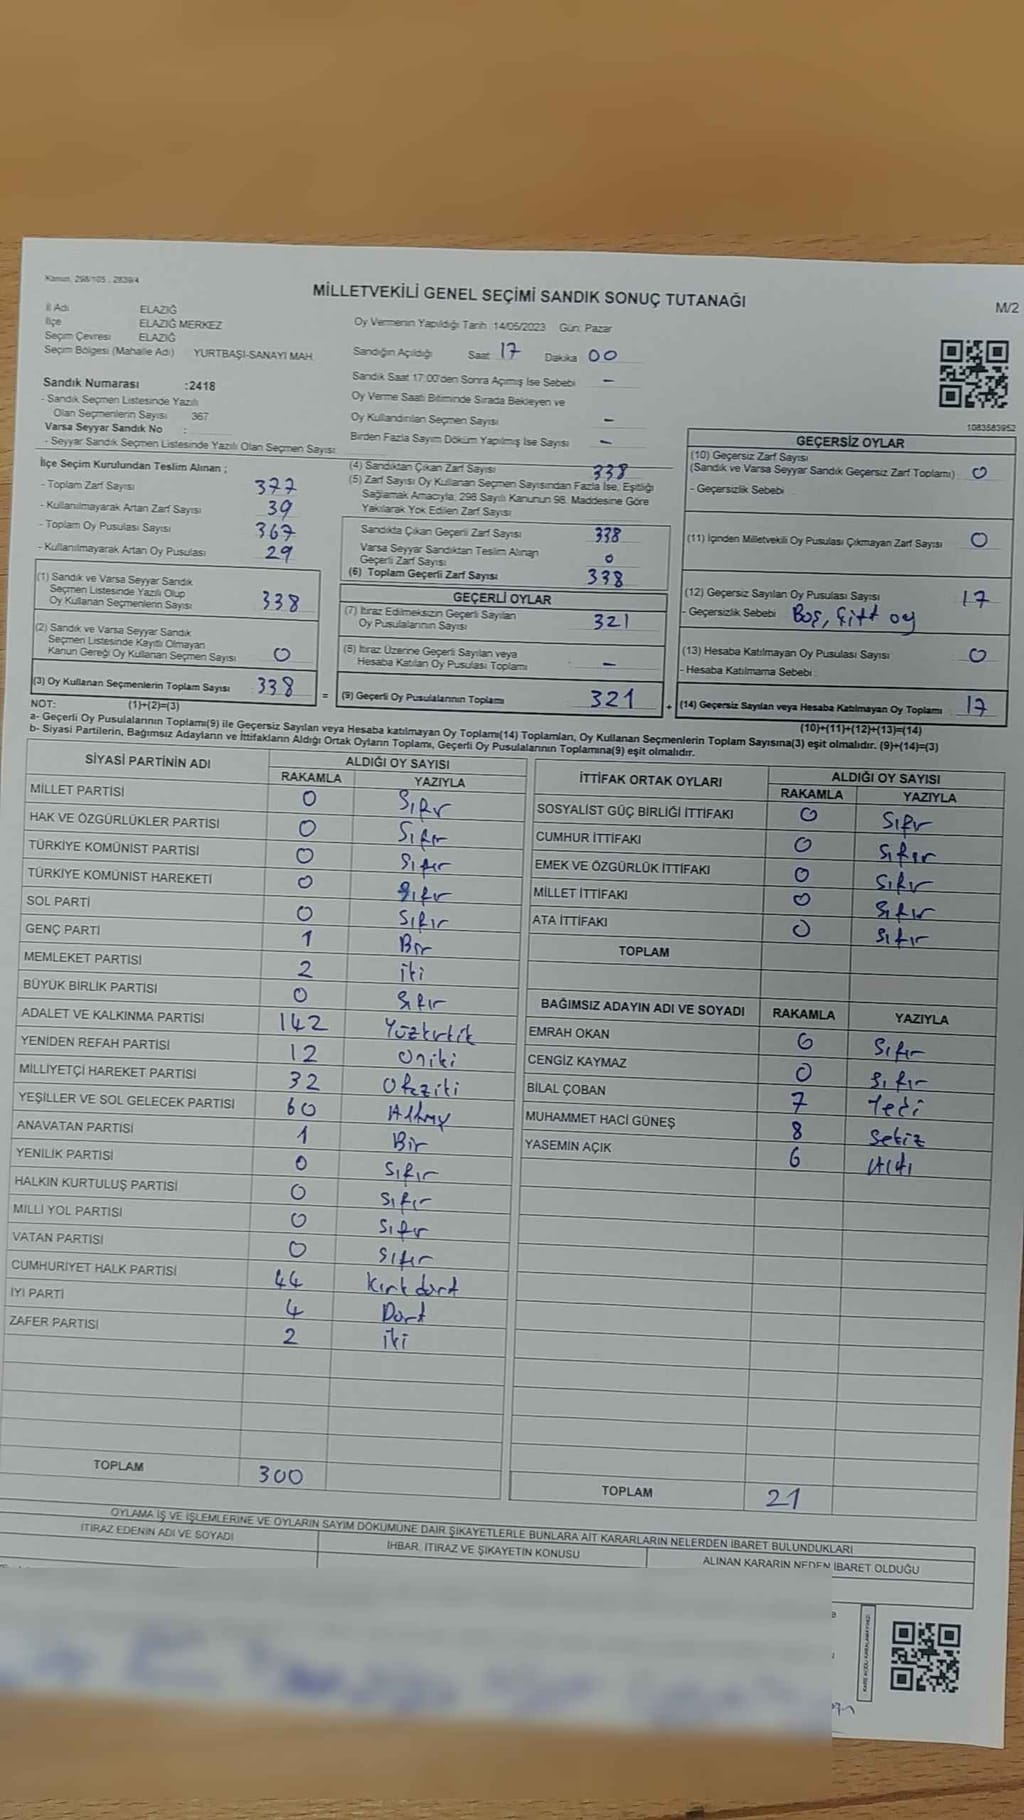 Kanun: 298/105 , 2839/4
MİLLETVEKİLİ GENEL SEÇİMİ SANDIK SONUÇ TUTANAĞI
M/2
İl Adı ELAZIĞ
İlçe ELAZIĞ MERKEZ
Seçim Çevresi ELAZIĞ
Seçim Bölgesi (Mahalle Adı) YURTBAŞI-SANAYİ MAH.
Sandık Numarası :2418
- Sandık Seçmen Listesinde Yazılı
Olan Seçmenlerin Sayısı 367
Varsa Seyyar Sandık No :
- Seyyar Sandık Seçmen Listesinde Yazılı Olan Seçmen Sayısı:
Oy Vermenin Yapıldığı Tarih: 14/05/2023 Gün: Pazar
Sandığın Açıldığı Saat 17 Dakika 00
Sandık Saat 17:00'den Sonra Açılmış İse Sebebi –
Oy Verme Saati Bitiminde Sırada Bekleyen ve
Oy Kullandırılan Seçmen Sayısı –
Birden Fazla Sayım Döküm Yapılmış İse Sayısı –
1083583952
İlçe Seçim Kurulundan Teslim Alınan ;
- Toplam Zarf Sayısı 377
- Kullanılmayarak Artan Zarf Sayısı 39
- Toplam Oy Pusulası Sayısı 367
- Kullanılmayarak Artan Oy Pusulası 29
(1) Sandık ve Varsa Seyyar Sandık
Seçmen Listesinde Yazılı Olup
Oy Kullanan Seçmenlerin Sayısı 338
(2) Sandık ve Varsa Seyyar Sandık
Seçmen Listesinde Kayıtlı Olmayan
Kanun Gereği Oy Kullanan Seçmen Sayısı 0
(3) Oy Kullanan Seçmenlerin Toplam Sayısı 338
(4) Sandıktan Çıkan Zarf Sayısı 338
(5) Zarf Sayısı Oy Kullanan Seçmen Sayısından Fazla İse, Eşitliği
Sağlamak Amacıyla, 298 Sayılı Kanunun 98. Maddesine Göre
Yakılarak Yok Edilen Zarf Sayısı
Sandıkta Çıkan Geçerli Zarf Sayısı 338
Varsa Seyyar Sandıktan Teslim Alınan
Geçerli Zarf Sayısı 0
(6) Toplam Geçerli Zarf Sayısı 338
GEÇERLİ OYLAR
(7) İtiraz Edilmeksizin Geçerli Sayılan
Oy Pusulalarının Sayısı 321
(8) İtiraz Üzerine Geçerli Sayılan veya
Hesaba Katılan Oy Pusulası Toplamı : –
= (9) Geçerli Oy Pusulalarının Toplamı 321
GEÇERSİZ OYLAR
(10) Geçersiz Zarf Sayısı
(Sandık ve Varsa Seyyar Sandık Geçersiz Zarf Toplamı) 0
- Geçersizlik Sebebi
(11) İçinden Milletvekili Oy Pusulası Çıkmayan Zarf Sayısı 0
(12) Geçersiz Sayılan Oy Pusulası Sayısı 17
- Geçersizlik Sebebi Boş, Çift oy
(13) Hesaba Katılmayan Oy Pusulası Sayısı 0
- Hesaba Katılmama Sebebi
+ (14) Geçersiz Sayılan veya Hesaba Katılmayan Oy Toplamı 17
NOT: (1)+(2)=(3)
(10)+(11)+(12)+(13)=(14)
a- Geçerli Oy Pusulalarının Toplamı(9) ile Geçersiz Sayılan veya Hesaba katılmayan Oy Toplamı(14) Toplamları, Oy Kullanan Seçmenlerin Toplam Sayısına(3) eşit olmalıdır. (9)+(14)=(3)
b- Siyasi Partilerin, Bağımsız Adayların ve İttifakların Aldığı Ortak Oyların Toplamı, Geçerli Oy Pusulalarının Toplamına(9) eşit olmalıdır.
SİYASİ PARTİNİN ADI ALDIĞI OY SAYISI
RAKAMLA YAZIYLA
MİLLET PARTİSİ 0 Sıfır
HAK VE ÖZGÜRLÜKLER PARTİSİ 0 Sıfır
TÜRKİYE KOMÜNİST PARTİSİ 0 Sıfır
TÜRKİYE KOMÜNİST HAREKETİ 0 Sıfır
SOL PARTİ 0 Sıfır
GENÇ PARTİ 1 Bir
MEMLEKET PARTİSİ 2 iki
BÜYÜK BİRLİK PARTİSİ 0 Sıfır
ADALET VE KALKINMA PARTİSİ 142
YENİDEN REFAH PARTİSİ 12 Oniki
MİLLİYETÇİ HAREKET PARTİSİ 32
YEŞİLLER VE SOL GELECEK PARTİSİ 60 Altmış
ANAVATAN PARTİSİ 1 Bir
YENİLİK PARTİSİ 0 Sıfır
HALKIN KURTULUŞ PARTİSİ 0 Sıfır
MİLLİ YOL PARTİSİ 0 Sıfır
VATAN PARTİSİ 0 Sıfır
CUMHURİYET HALK PARTİSİ 44 Kırkdört
İYİ PARTİ 4 Dört
ZAFER PARTİSİ 2 iki
TOPLAM 300
İTTİFAK ORTAK OYLARI ALDIĞI OY SAYISI
RAKAMLA YAZIYLA
SOSYALİST GÜÇ BİRLİĞİ İTTİFAKI 0 Sıfır
CUMHUR İTTİFAKI 0 Sıfır
EMEK VE ÖZGÜRLÜK İTTİFAKI 0 Sıfır
MİLLET İTTİFAKI 0 Sıfır
ATA İTTİFAKI 0 Sıfır
TOPLAM
BAĞIMSIZ ADAYIN ADI VE SOYADI RAKAMLA YAZIYLA
EMRAH OKAN 0 Sıfır
CENGİZ KAYMAZ 0 Sıfır
BİLAL ÇOBAN 7 Yedi
MUHAMMET HACİ GÜNEŞ 8 Sekiz
YASEMİN AÇIK 6 Altı
TOPLAM 21
OYLAMA İŞ VE İŞLEMLERİNE VE OYLARIN SAYIM DÖKÜMÜNE DAİR ŞİKAYETLERLE BUNLARA AİT KARARLARIN NELERDEN İBARET BULUNDUKLARI
İTİRAZ EDENİN ADI VE SOYADI
İHBAR, İTİRAZ VE ŞİKAYETİN KONUSU
ALINAN KARARIN NEDEN İBARET OLDUĞU